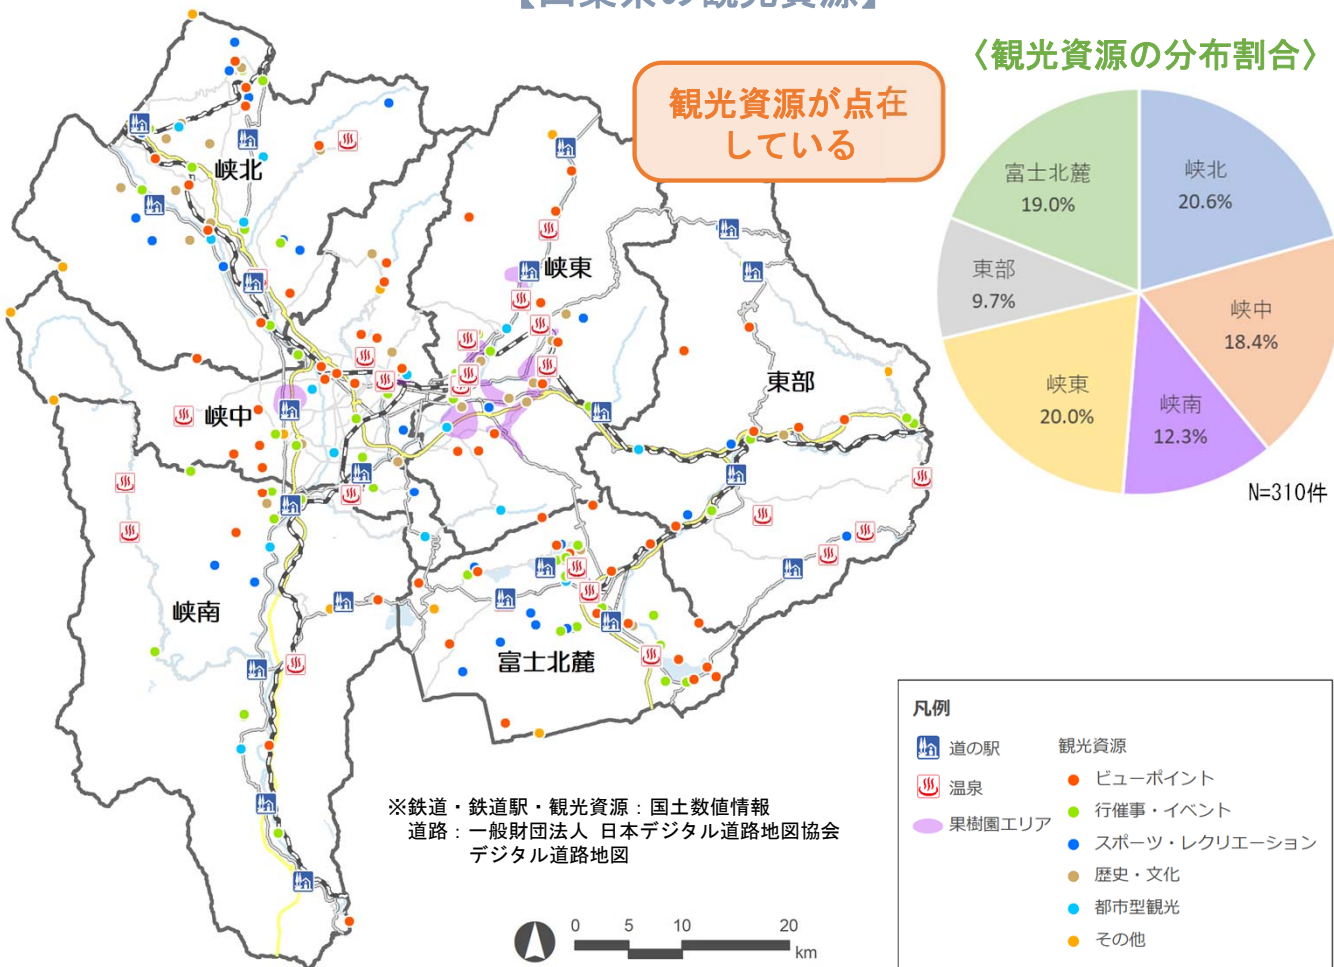 の観光資源】
〈観光資源の分布割合〉
観光資源が点在
している
富士北麓
19.0%
峡北
20.6%
東部
9.7%
峡中
18.4%
峡東
20.0%
峡南
12.3%
N=310件
峡北
峡東
東部
峡中
峡南
富士北麓
※鉄道・鉄道駅・観光資源：国土数値情報
道路：一般財団法人 日本デジタル道路地図協会
デジタル道路地図
0 5 10 20
km
凡例
道の駅
温泉
果樹園エリア
観光資源
ビューポイント
行催事・イベント
スポーツ・レクリエーション
歴史・文化
都市型観光
その他